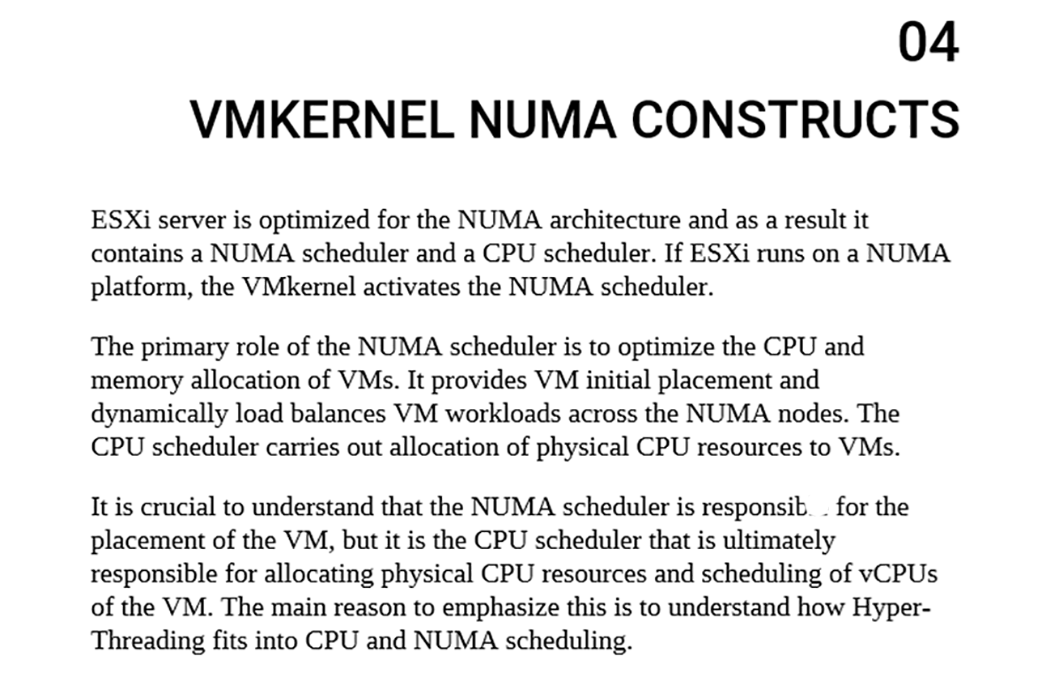 04
VMKERNEL NUMA CONSTRUCTS
ESXi server is optimized for the NUMA architecture and as a result it
contains a NUMA scheduler and a CPU scheduler. If ESXi runs on a NUMA
platform, the VMkernel activates the NUMA scheduler.
The primary role of the NUMA scheduler is to optimize the CPU and
memory allocation of VMs. It provides VM initial placement and
dynamically load balances VM workloads across the NUMA nodes. The
CPU scheduler carries out allocation of physical CPU resources to VMs.
It is crucial to understand that the NUMA scheduler is for the
placement of the VM, but it is the CPU scheduler that is ultimately
responsible for allocating physical CPU resources and scheduling of vCPUs
of the VM. The main reason to emphasize this is to understand how Hyper-
Threading fits into CPU and NUMA scheduling.